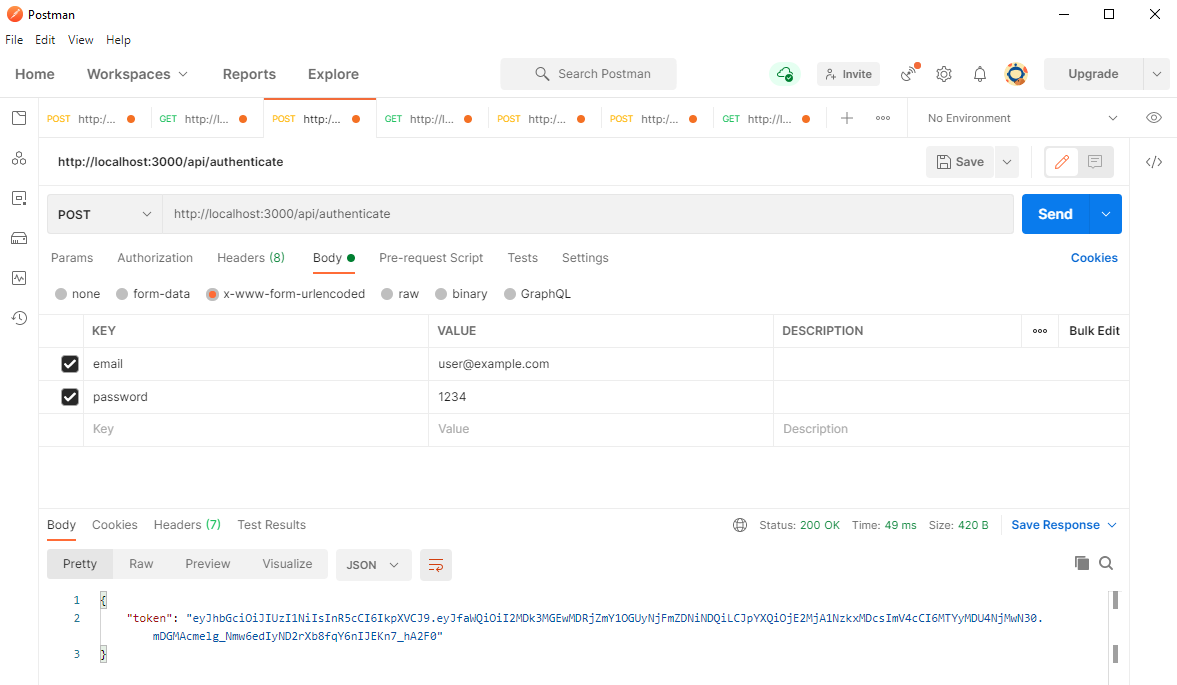 Postman
File Edit View Help
Home Workspaces Reports Explore Search Postman Invite Upgrade
POST http:/... GET http://l... POST http:/... GET http://l... POST http:/... POST http:/... GET http://l... No Environment
http://localhost:3000/api/authenticate Save
POST http://localhost:3000/api/authenticate Send
Params Authorization Headers (8) Body Pre-request Script Tests Settings Cookies
none form-data x-www-form-urlencoded raw binary GraphQL
KEY VALUE DESCRIPTION Bulk Edit
email user@example.com
password 1234
Key Value Description
Body Cookies Headers (7) Test Results Status: 200 OK Time: 49 ms Size: 420 B Save Response
Pretty Raw Preview Visualize JSON
1 {
2 "token": "eyJhbGciOiJIUzI1NiIsInR5cCI6IkpXVCJ9.eyJfaWQiOiI2MDk3MGEwMDRjZmY1OGUyNjFmZDNiNDQiLCJpYXQiOjE2MjA1NzkxMDcsImV4cCI6MTYyMDU4NjMwN30.
mDGMAcmelg_Nmw6edIyND2rXb8fqY6nIJEKn7_hA2F0"
3 }